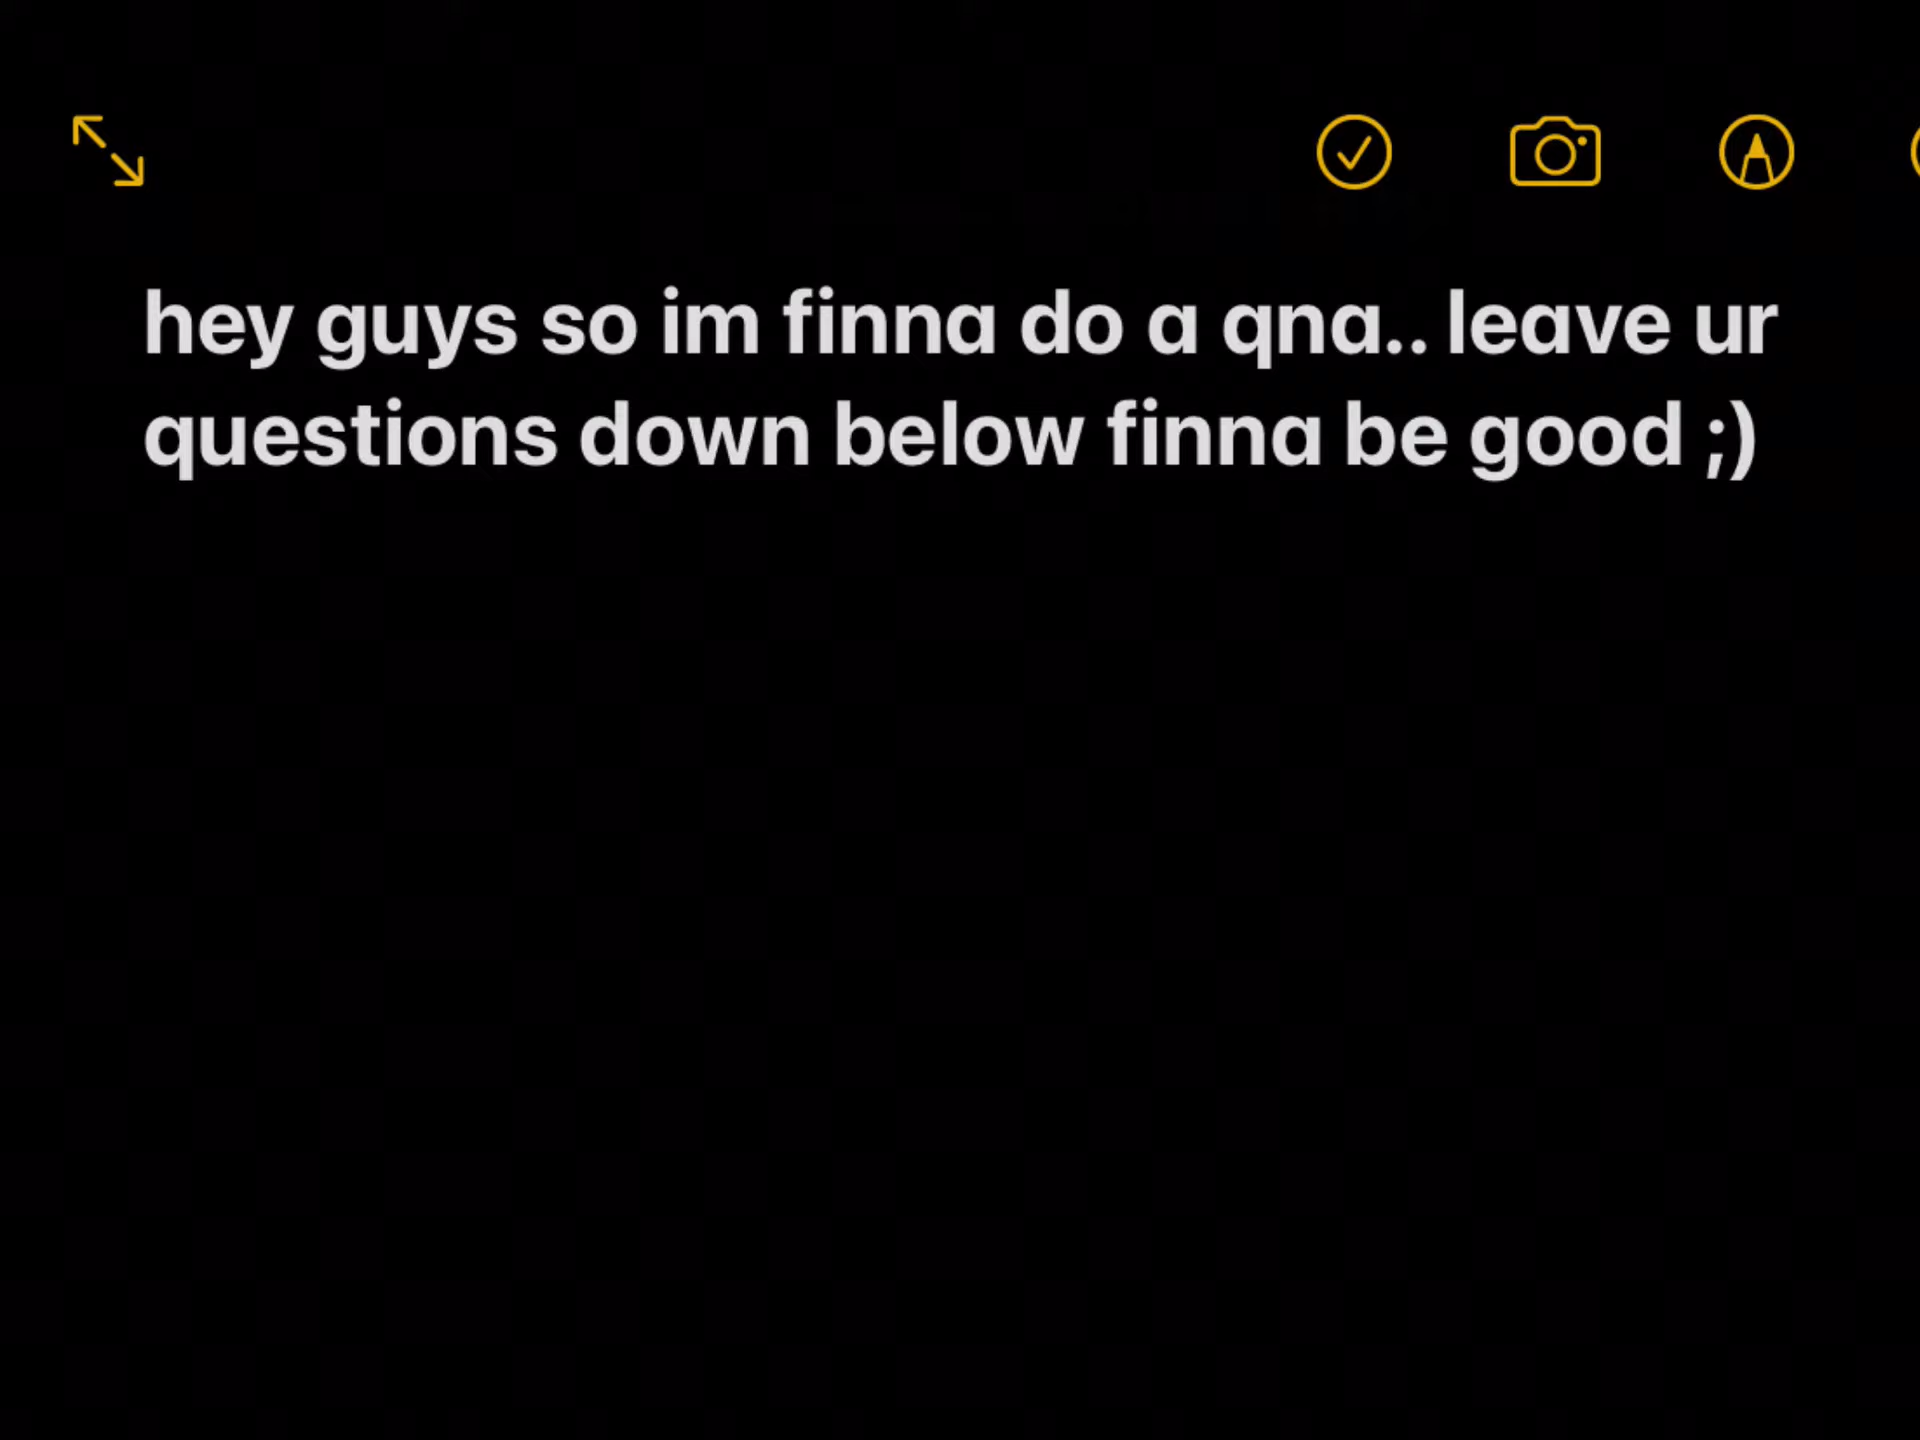 hey guys so im finna do a qna.. leave ur
questions down below finna be good ;)